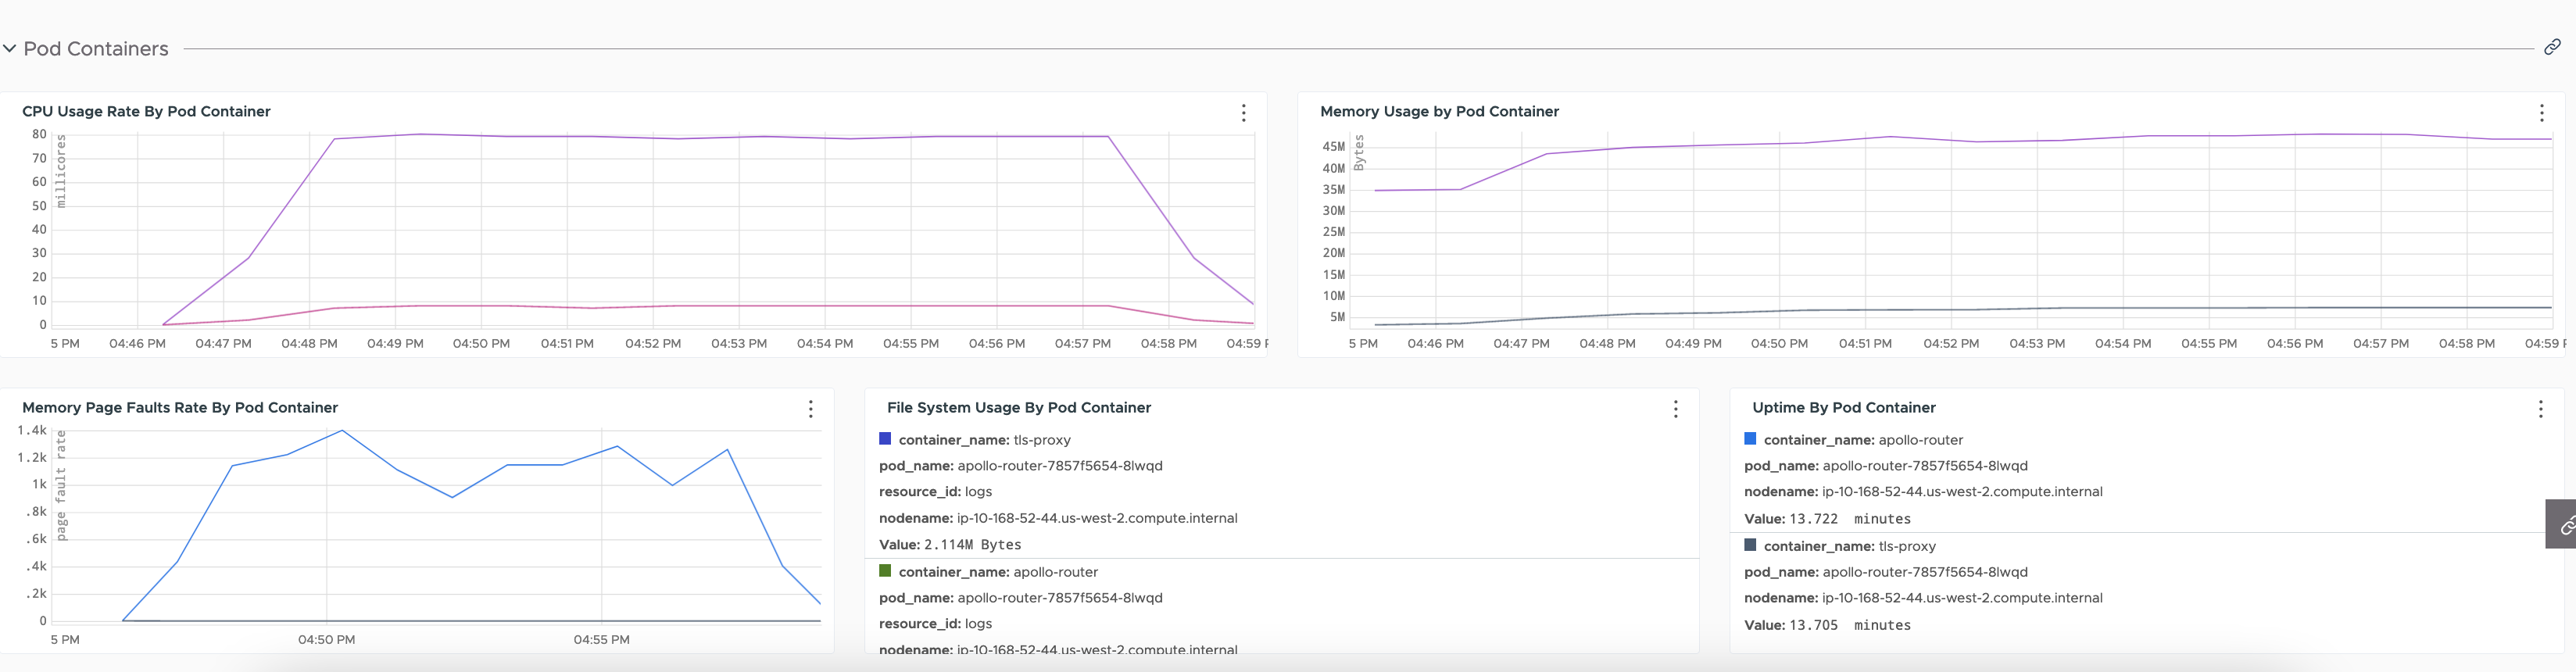 Pod Containers
CPU Usage Rate By Pod Container
80
70
60
50
40
30
20
10
0
millicores
5 PM 04:46 PM 04:47 PM 04:48 PM 04:49 PM 04:50 PM 04:51 PM 04:52 PM 04:53 PM 04:54 PM 04:55 PM 04:56 PM 04:57 PM 04:58 PM 04:59 P
Memory Usage by Pod Container
45M
40M
35M
30M
25M
20M
15M
10M
5M
Bytes
5 PM 04:46 PM 04:47 PM 04:48 PM 04:49 PM 04:50 PM 04:51 PM 04:52 PM 04:53 PM 04:54 PM 04:55 PM 04:56 PM 04:57 PM 04:58 PM 04:59 P
Memory Page Faults Rate By Pod Container
1.4k
1.2k
1k
.8k
.6k
.4k
.2k
0
page fault rate
5 PM 04:50 PM 04:55 PM
File System Usage By Pod Container
container_name: tls-proxy
pod_name: apollo-router-7857f5654-8lwqd
resource_id: logs
nodename: ip-10-168-52-44.us-west-2.compute.internal
Value: 2.114M Bytes
container_name: apollo-router
pod_name: apollo-router-7857f5654-8lwqd
resource_id: logs
nodename: ip-10-168-52-44.us-west-2.compute.internal
Uptime By Pod Container
container_name: apollo-router
pod_name: apollo-router-7857f5654-8lwqd
nodename: ip-10-168-52-44.us-west-2.compute.internal
Value: 13.722 minutes
container_name: tls-proxy
pod_name: apollo-router-7857f5654-8lwqd
nodename: ip-10-168-52-44.us-west-2.compute.internal
Value: 13.705 minutes